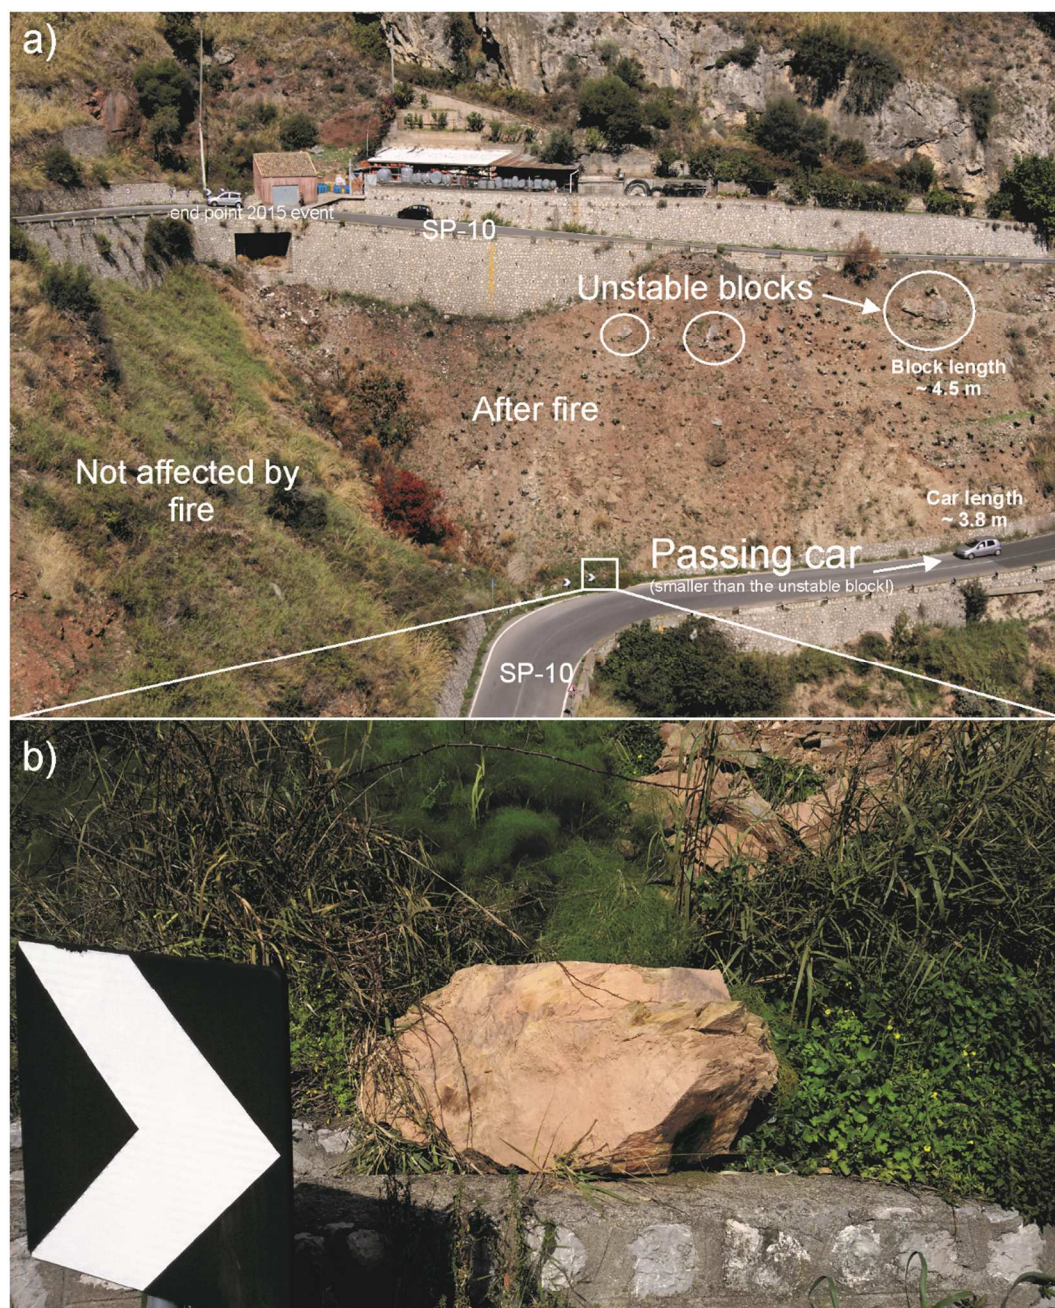 a)
end point 2015 event
SP-10
Unstable blocks
Block length
~ 4.5 m
After fire
Not affected by
fire
Car length
~ 3.8 m
Passing car
(smaller than the unstable block!)
SP-10
b)